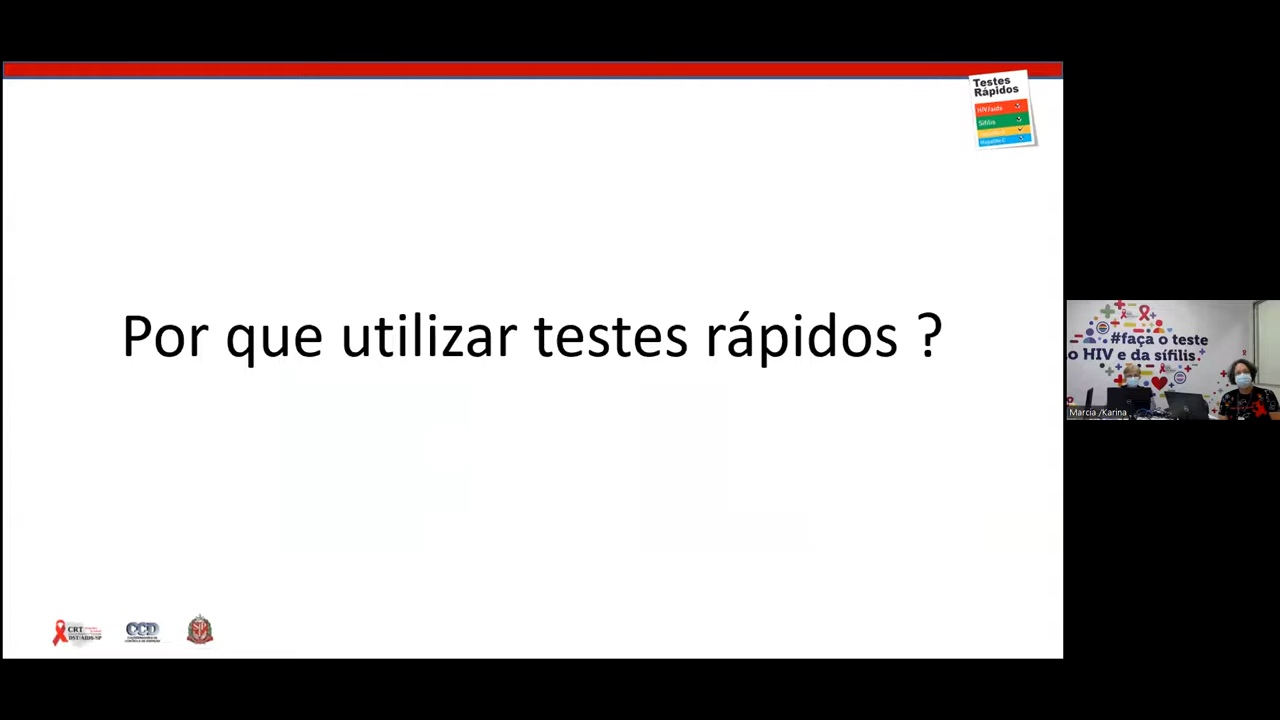 Testes
Rápidos
HIV/aids
Sífilis
Hepatite C
Por que utilizar testes rápidos ?
#faça o teste
o HIV e da sífilis
Marcia /Karina
CRT
DST/AIDS-SP
CCD